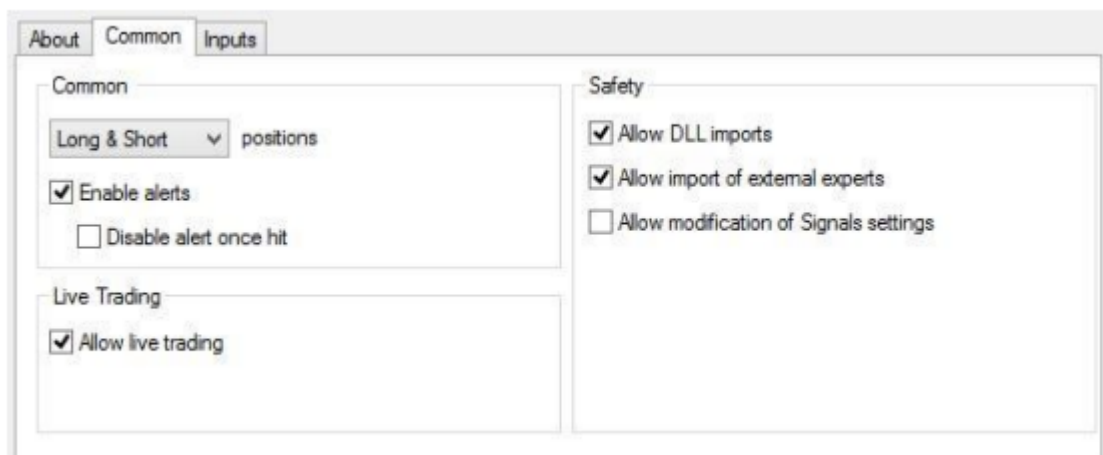 About Common Inputs
Common
Long & Short positions
Enable alerts
Disable alert once hit
Live Trading
Allow live trading
Safety
Allow DLL imports
Allow import of external experts
Allow modification of Signals settings